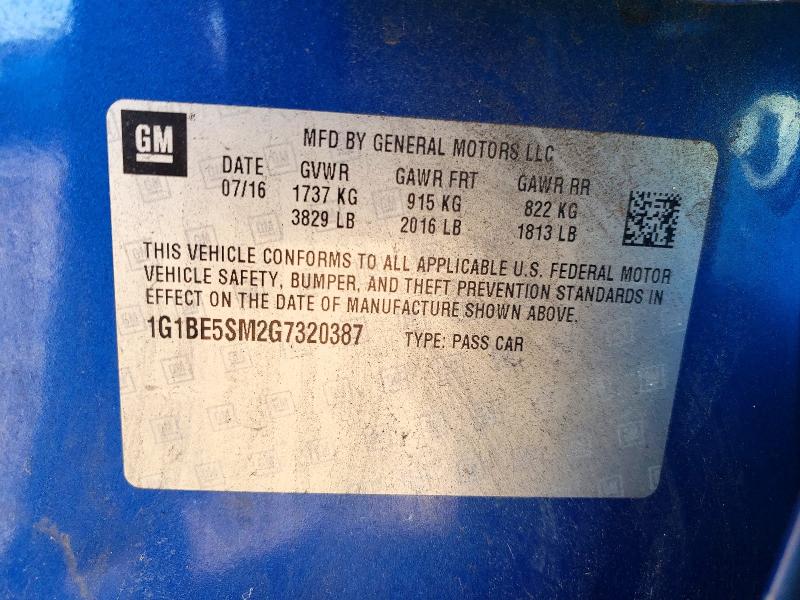 GM
MFD BY GENERAL MOTORS LLC
DATE GVWR GAWR FRT GAWR RR
07/16 1737 KG 915 KG 822 KG
3829 LB 2016 LB 1813 LB
THIS VEHICLE CONFORMS TO ALL APPLICABLE U.S. FEDERAL MOTOR
VEHICLE SAFETY, BUMPER, AND THEFT PREVENTION STANDARDS IN
EFFECT ON THE DATE OF MANUFACTURE SHOWN ABOVE.
1G1BE5SM2G7320387 TYPE: PASS CAR